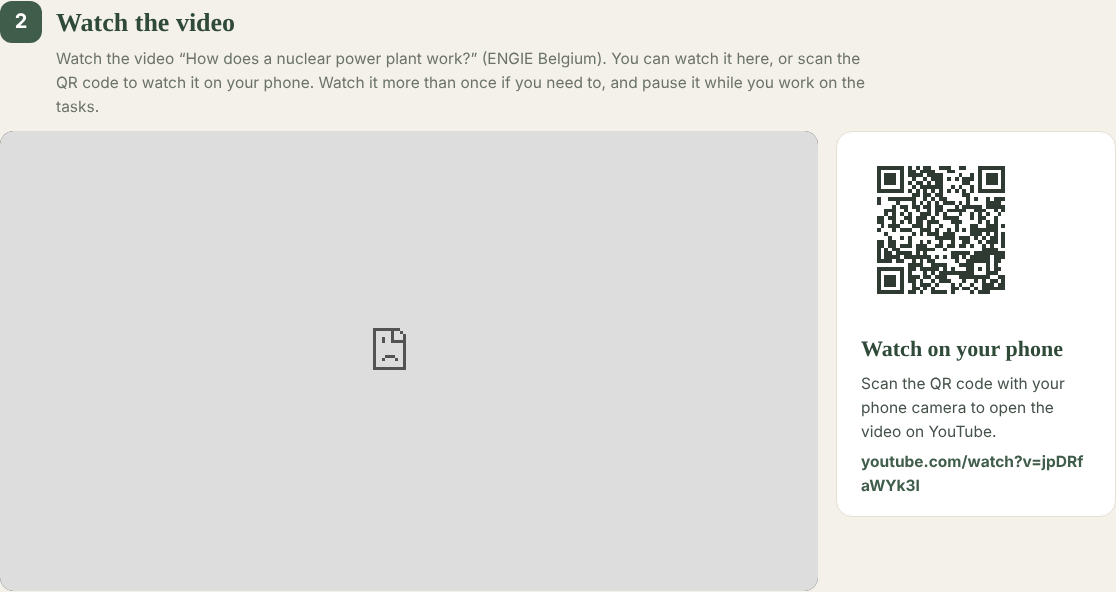 2
Watch the video
Watch the video “How does a nuclear power plant work?” (ENGIE Belgium). You can watch it here, or scan the
QR code to watch it on your phone. Watch it more than once if you need to, and pause it while you work on the
tasks.
Watch on your phone
Scan the QR code with your
phone camera to open the
video on YouTube.
youtube.com/watch?v=jpDRf
aWYk3I